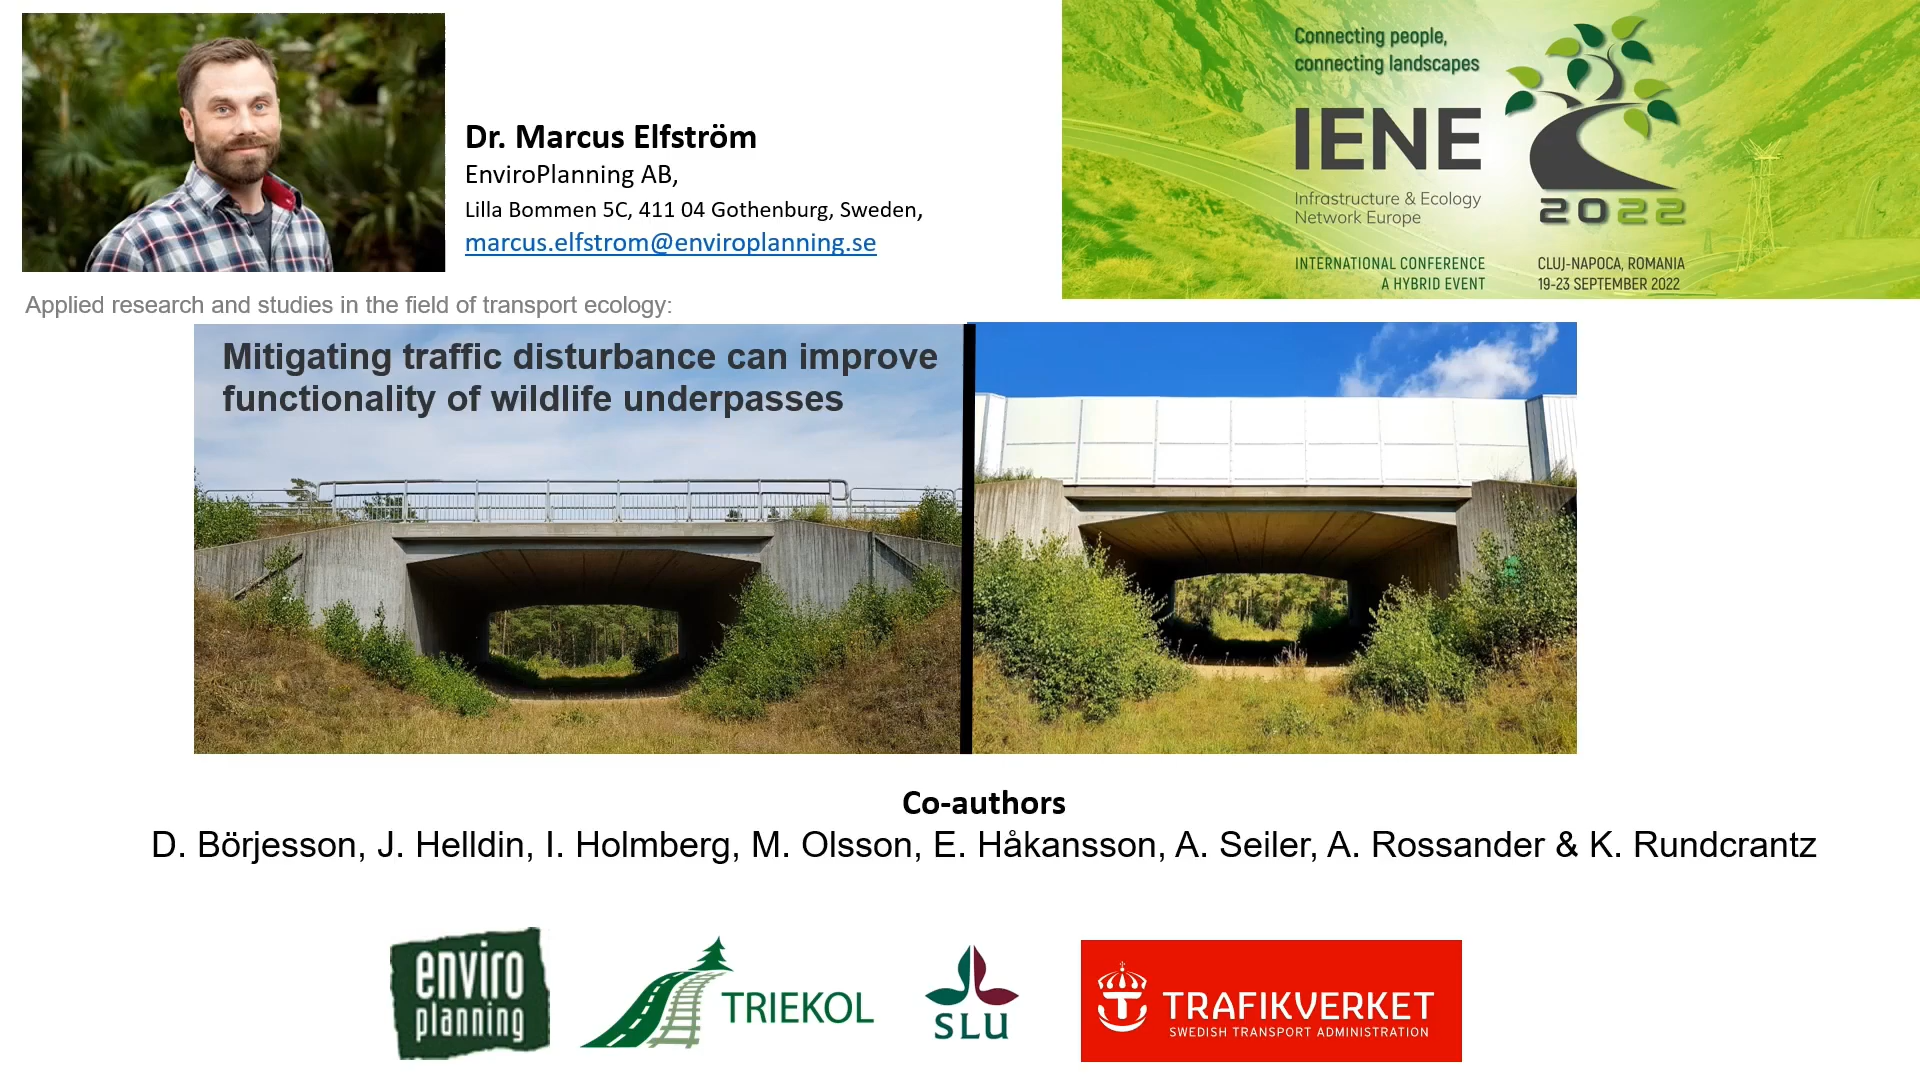 Dr. Marcus Elfström
EnviroPlanning AB,
Lilla Bommen 5C, 411 04 Gothenburg, Sweden,
marcus.elfstrom@enviroplanning.se
Connecting people,
connecting landscapes
IENE
Infrastructure & Ecology
Network Europe
2022
INTERNATIONAL CONFERENCE
A HYBRID EVENT
CLUJ-NAPOCA, ROMANIA
19-23 SEPTEMBER 2022
Applied research and studies in the field of transport ecology:
Mitigating traffic disturbance can improve
functionality of wildlife underpasses
Co-authors
D. Börjesson, J. Helldin, I. Holmberg, M. Olsson, E. Håkansson, A. Seiler, A. Rossander & K. Rundcrantz
enviro
planning
TRIEKOL
SLU
TRAFIKVERKET
SWEDISH TRANSPORT ADMINISTRATION